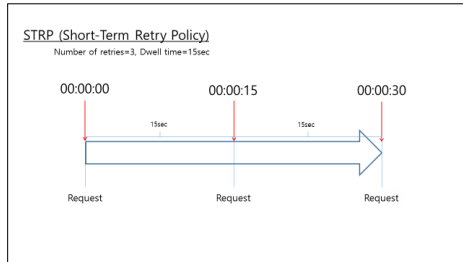 STRP (Short-Term Retry Policy)
Number of retries=3, Dwell time=15sec
00:00:00 00:00:15 00:00:30
15sec 15sec
Request Request Request